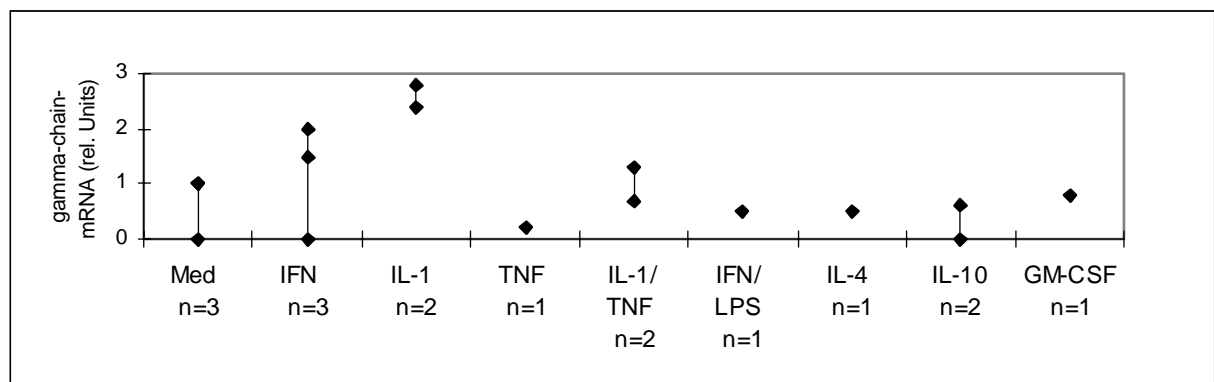 gamma-chain-
mRNA (rel. Units)
3
2
1
0
Med IFN IL-1 TNF IL-1/ IFN/ IL-4 IL-10 GM-CSF
n=3 n=3 n=2 n=1 TNF LPS n=1 n=2 n=1
n=2 n=1